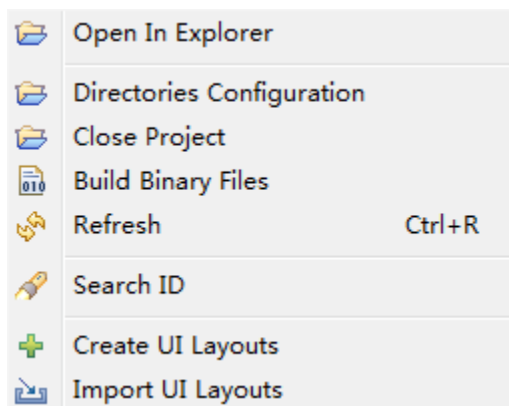 Open In Explorer
Directories Configuration
Close Project
010 Build Binary Files
Refresh Ctrl+R
Search ID
Create UI Layouts
Import UI Layouts